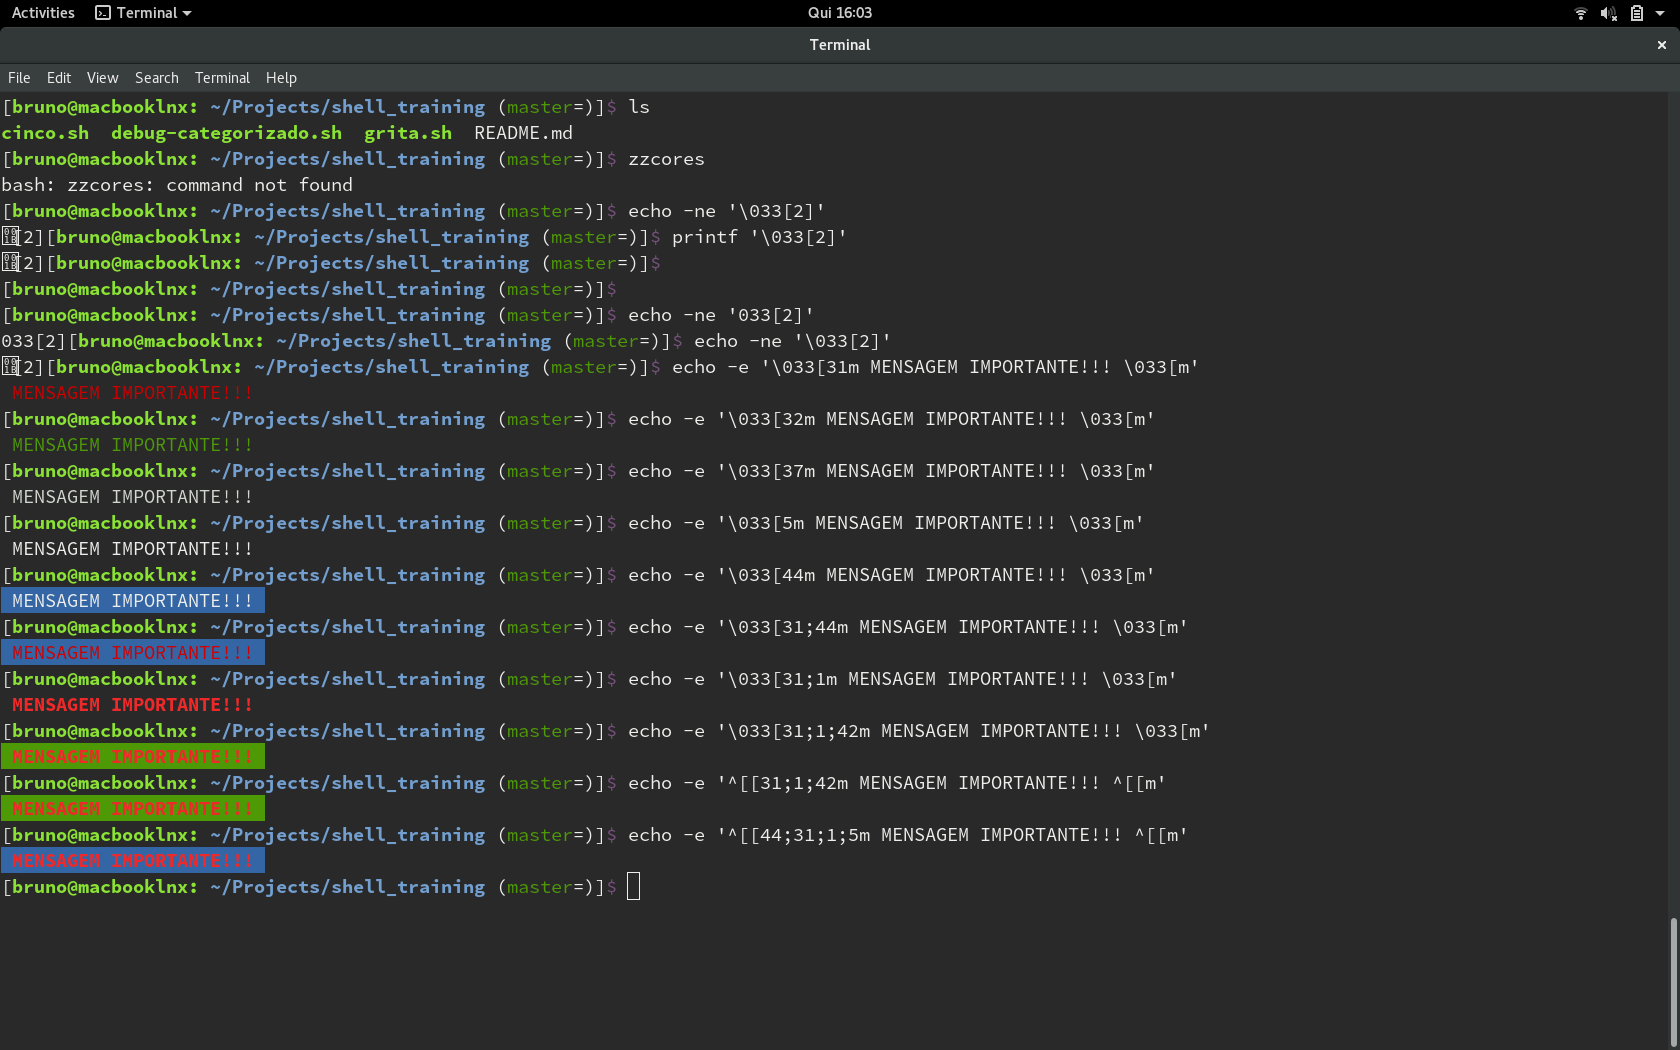 Activities Terminal Qui 16:03
Terminal ×
File Edit View Search Terminal Help
[bruno@macbooklnx: ~/Projects/shell_training (master=)]$ ls
cinco.sh  debug-categorizado.sh  grita.sh  README.md
[bruno@macbooklnx: ~/Projects/shell_training (master=)]$ zzcores
bash: zzcores: command not found
[bruno@macbooklnx: ~/Projects/shell_training (master=)]$ echo -ne '\033[2]'
[2][bruno@macbooklnx: ~/Projects/shell_training (master=)]$ printf '\033[2]'
[2][bruno@macbooklnx: ~/Projects/shell_training (master=)]$
[bruno@macbooklnx: ~/Projects/shell_training (master=)]$
[bruno@macbooklnx: ~/Projects/shell_training (master=)]$ echo -ne '033[2]'
033[2][bruno@macbooklnx: ~/Projects/shell_training (master=)]$ echo -ne '\033[2]'
[2][bruno@macbooklnx: ~/Projects/shell_training (master=)]$ echo -e '\033[31m MENSAGEM IMPORTANTE!!! \033[m'
 MENSAGEM IMPORTANTE!!!
[bruno@macbooklnx: ~/Projects/shell_training (master=)]$ echo -e '\033[32m MENSAGEM IMPORTANTE!!! \033[m'
 MENSAGEM IMPORTANTE!!!
[bruno@macbooklnx: ~/Projects/shell_training (master=)]$ echo -e '\033[37m MENSAGEM IMPORTANTE!!! \033[m'
 MENSAGEM IMPORTANTE!!!
[bruno@macbooklnx: ~/Projects/shell_training (master=)]$ echo -e '\033[5m MENSAGEM IMPORTANTE!!! \033[m'
 MENSAGEM IMPORTANTE!!!
[bruno@macbooklnx: ~/Projects/shell_training (master=)]$ echo -e '\033[44m MENSAGEM IMPORTANTE!!! \033[m'
 MENSAGEM IMPORTANTE!!!
[bruno@macbooklnx: ~/Projects/shell_training (master=)]$ echo -e '\033[31;44m MENSAGEM IMPORTANTE!!! \033[m'
 MENSAGEM IMPORTANTE!!!
[bruno@macbooklnx: ~/Projects/shell_training (master=)]$ echo -e '\033[31;1m MENSAGEM IMPORTANTE!!! \033[m'
 MENSAGEM IMPORTANTE!!!
[bruno@macbooklnx: ~/Projects/shell_training (master=)]$ echo -e '\033[31;1;42m MENSAGEM IMPORTANTE!!! \033[m'
 MENSAGEM IMPORTANTE!!!
[bruno@macbooklnx: ~/Projects/shell_training (master=)]$ echo -e '^[[31;1;42m MENSAGEM IMPORTANTE!!! ^[[m'
 MENSAGEM IMPORTANTE!!!
[bruno@macbooklnx: ~/Projects/shell_training (master=)]$ echo -e '^[[44;31;1;5m MENSAGEM IMPORTANTE!!! ^[[m'
 MENSAGEM IMPORTANTE!!!
[bruno@macbooklnx: ~/Projects/shell_training (master=)]$